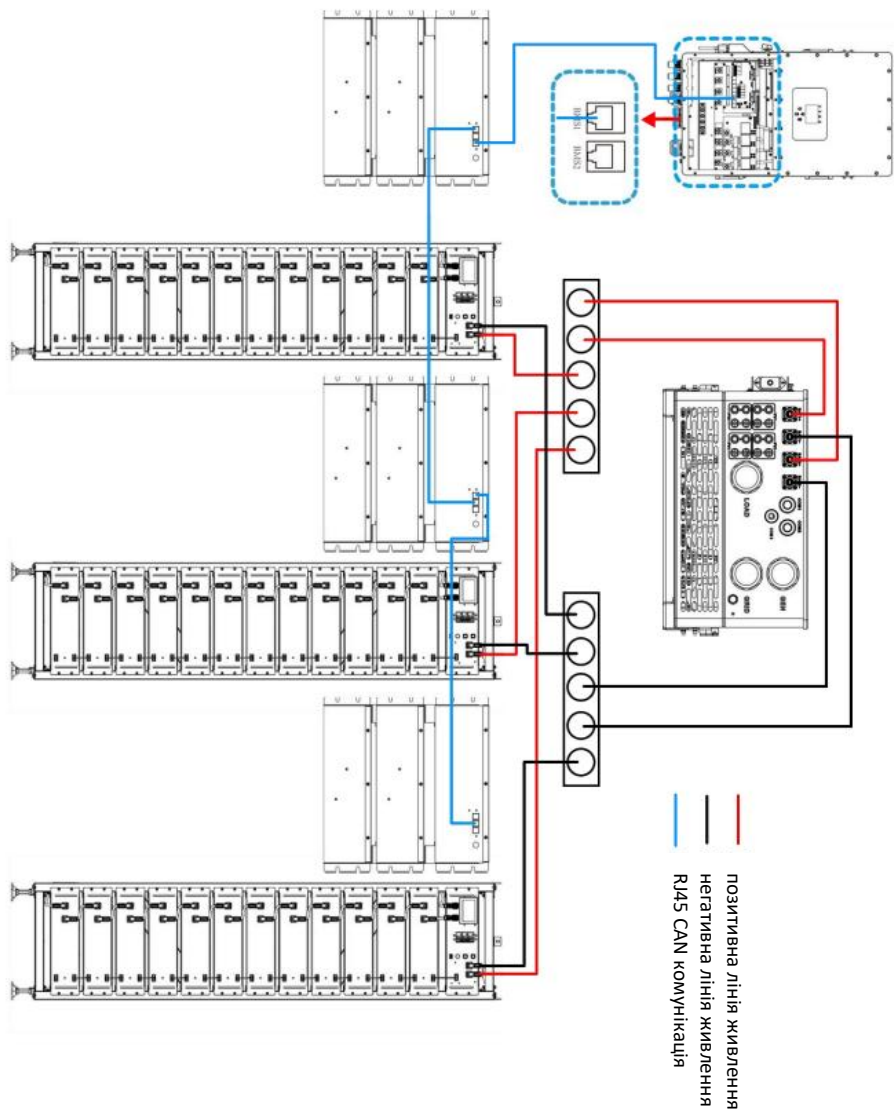 BMS1
BMS2
LOAD
GRID
GEN
позитивна лінія живлення
негативна лінія живлення
RJ45 CAN комунікація